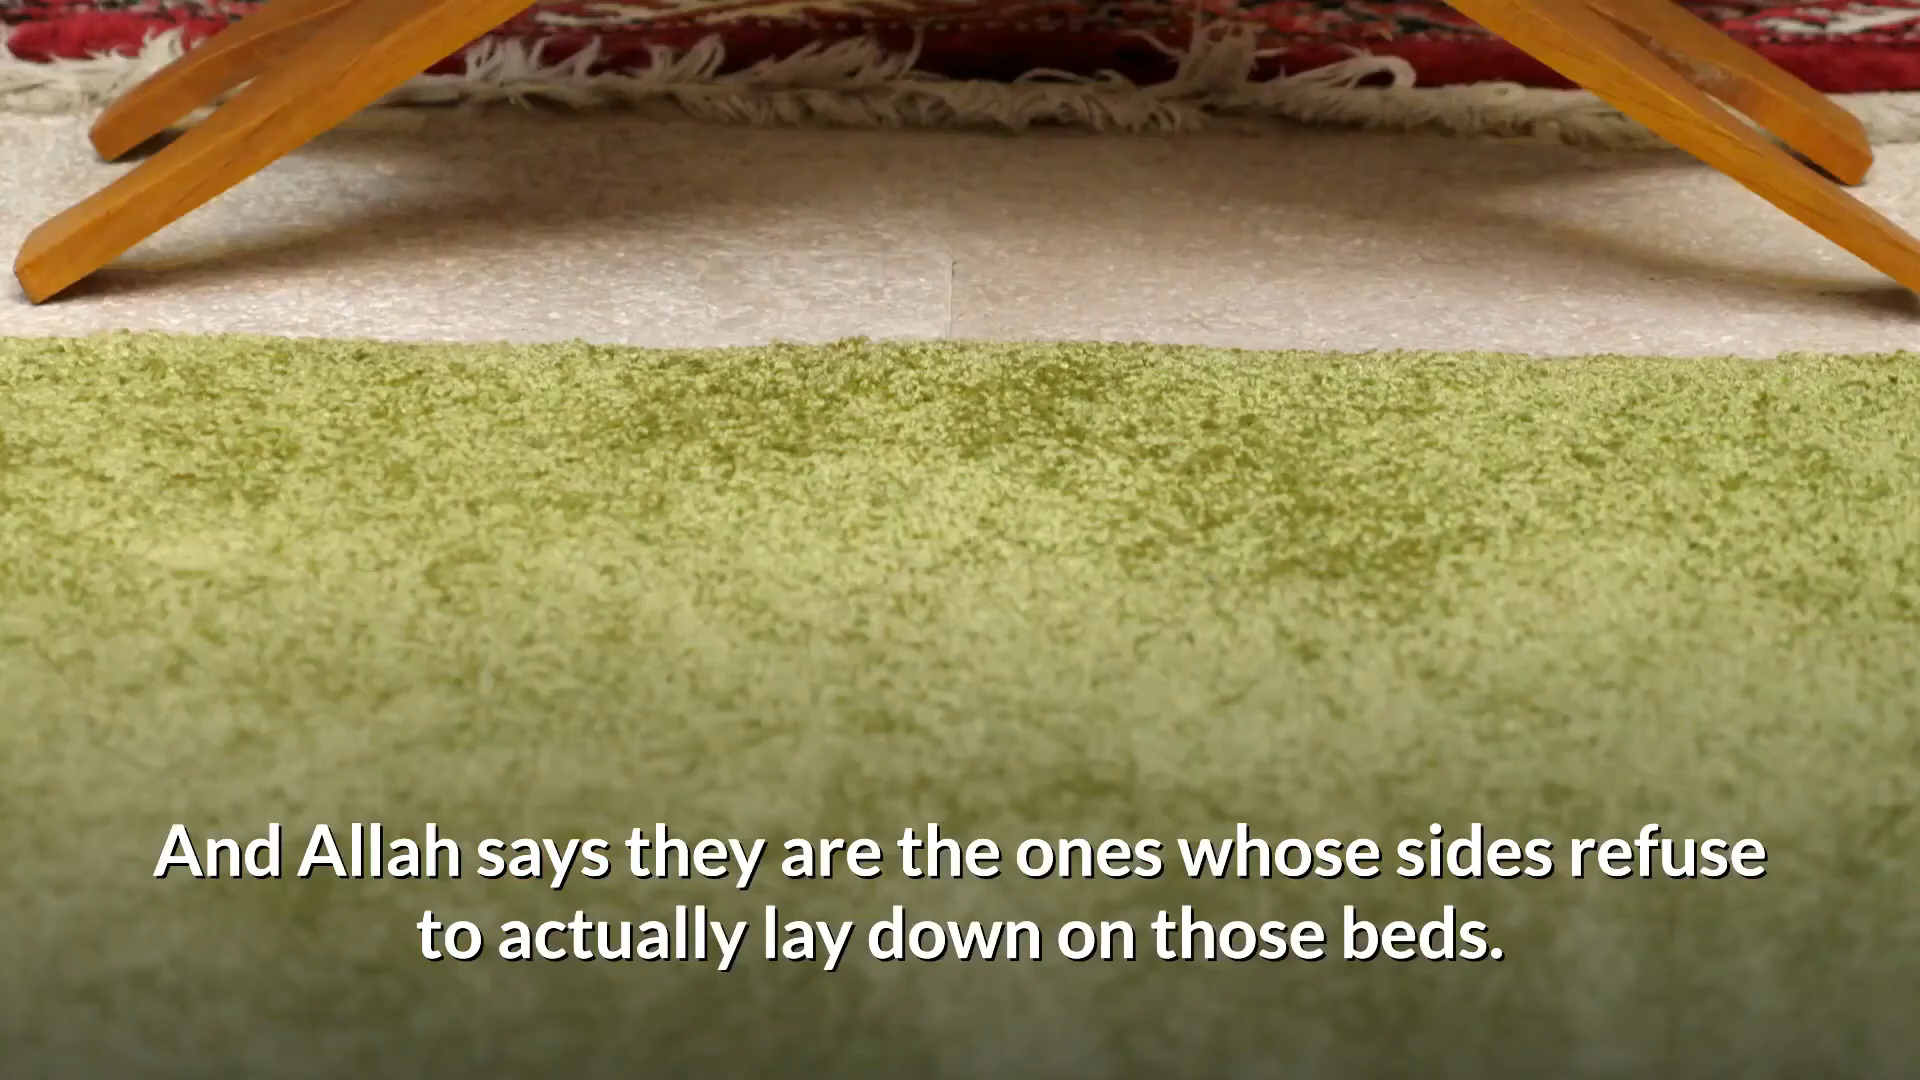 And Allah says they are the ones whose sides refuse
to actually lay down on those beds.